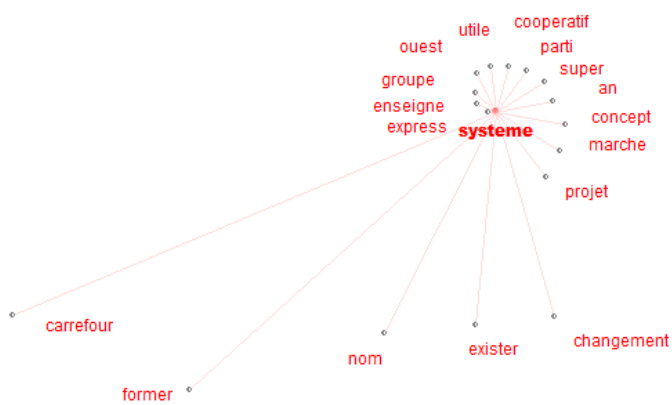 cooperatif
utile
ouest
parti
super
groupe
an
enseigne
concept
express
systeme
marche
projet
carrefour
changement
exister
nom
former